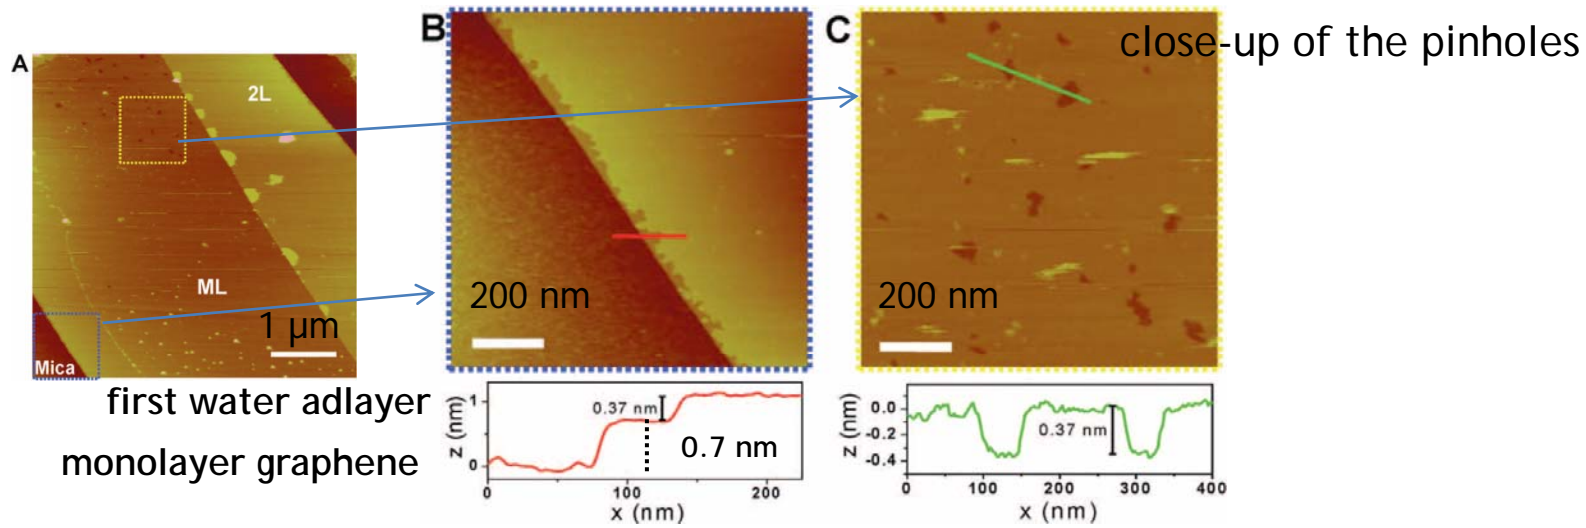 A
2L
ML
1 µm
Mica
first water adlayer
monolayer graphene
B
200 nm
1
0
z (nm)
0.37 nm
0.7 nm
0 100 200
x (nm)
C
close-up of the pinholes
200 nm
0.0
-0.2
-0.4
z (nm)
0.37 nm
0 100 200 300 400
x (nm)